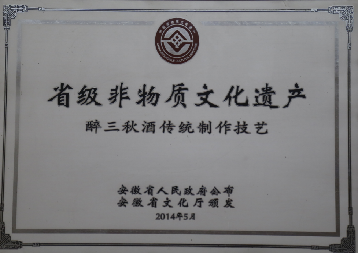 省级非物质文化遗产
醉三秋酒传统制作技艺
安徽省人民政府公布
安徽省文化厅颁发
2014年5月